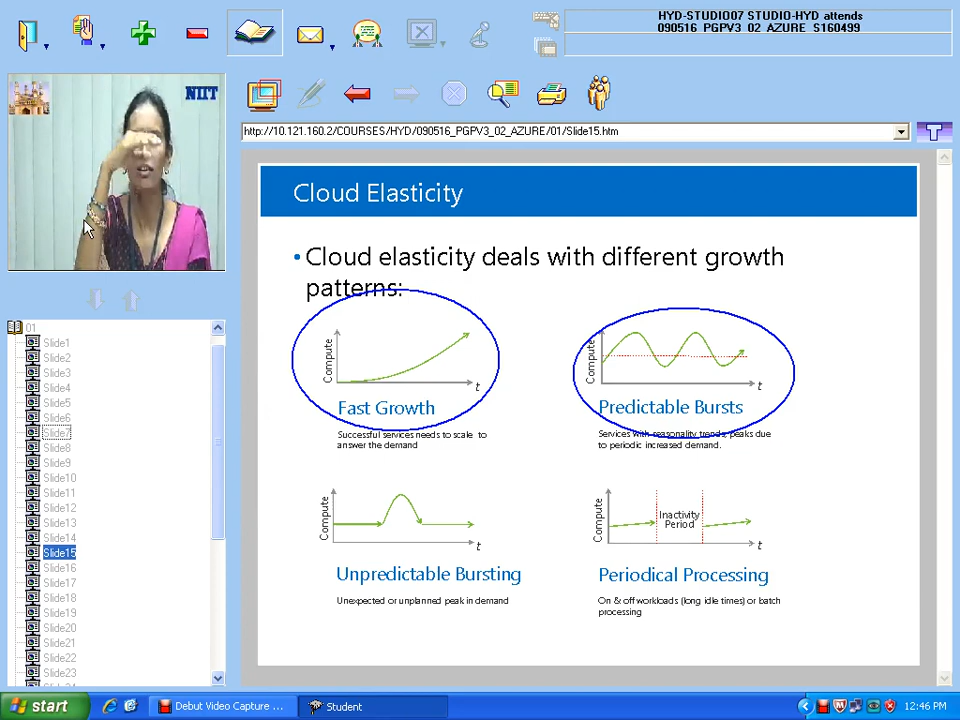 HYD-STUDIO07 STUDIO-HYD attends
090516_PGPV3_02_AZURE_S160499
NIIT
http://10.121.160.2/COURSES/HYD/090516_PGPV3_02_AZURE/01/Slide15.htm
T
Cloud Elasticity
• Cloud elasticity deals with different growth
patterns:
Compute
t
Fast Growth
Successful services needs to scale to
answer the demand
Compute
t
Predictable Bursts
Services with seasonality trends, peaks due
to periodic increased demand.
Compute
t
Unpredictable Bursting
Unexpected or unplanned peak in demand
Compute
Inactivity
Period
t
Periodical Processing
On & off workloads (long idle times) or batch
processing
01
Slide1
Slide2
Slide3
Slide4
Slide5
Slide6
Slide7
Slide8
Slide9
Slide10
Slide11
Slide12
Slide13
Slide14
Slide15
Slide16
Slide17
Slide18
Slide19
Slide20
Slide21
Slide22
Slide23
start
Debut Video Capture ...
Student
12:46 PM